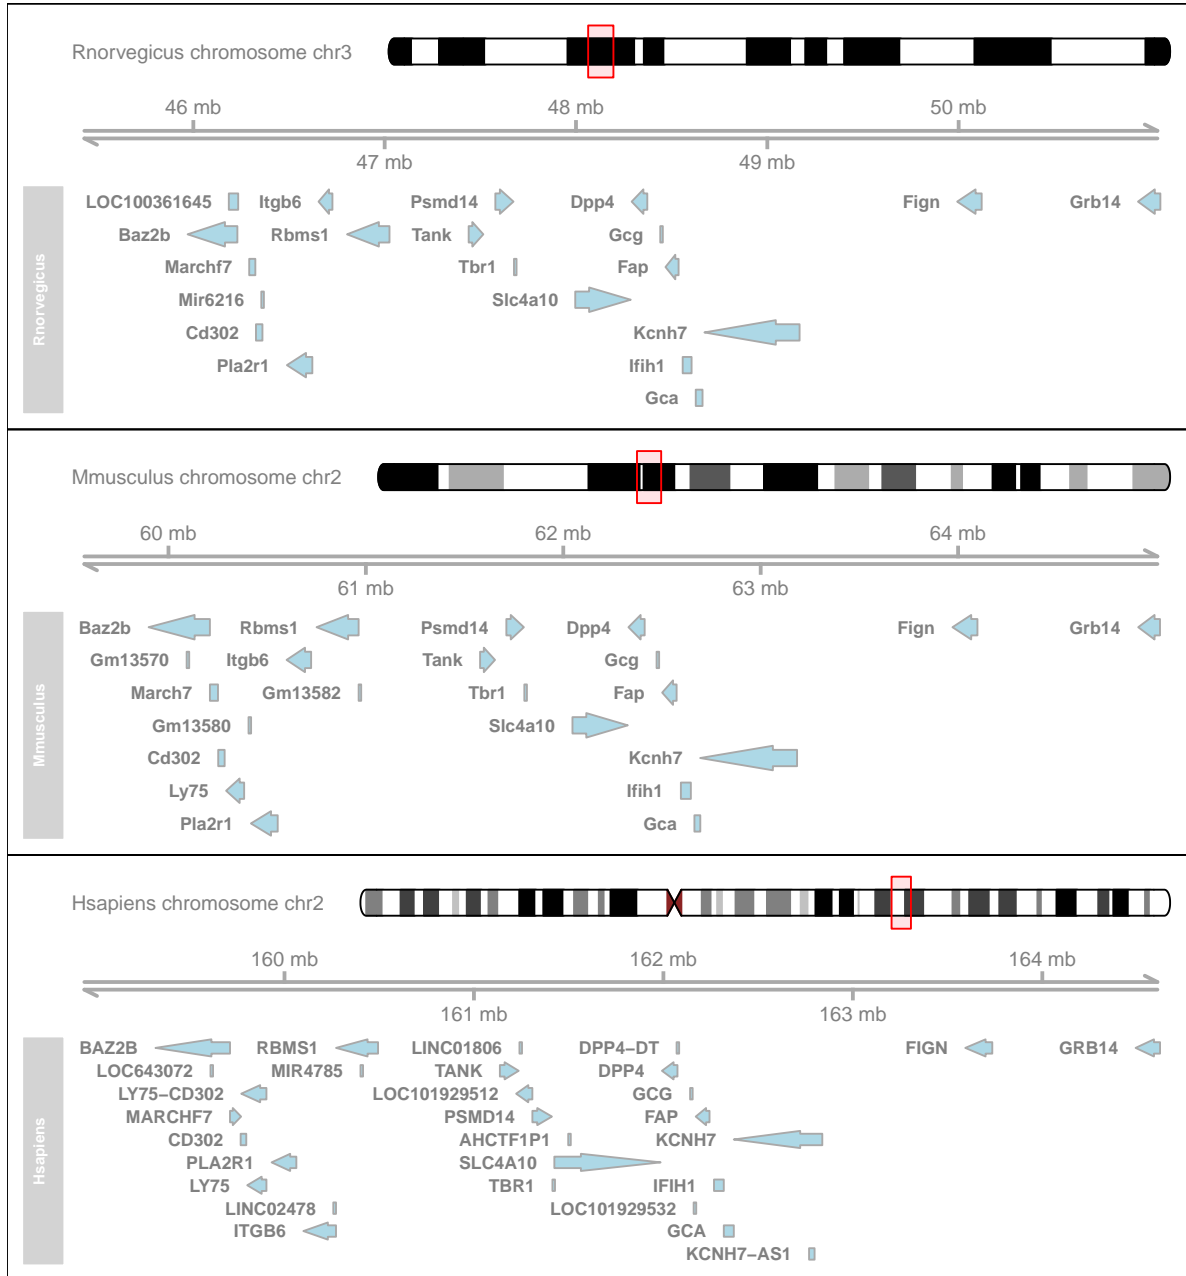 Rnorvegicus chromosome chr3
46 mb 48 mb 50 mb
47 mb 49 mb
Rnorvegicus
LOC100361645 Itgb6 Psmd14 Dpp4 Fign Grb14
Baz2b Rbms1 Tank Gcg
Marchf7 Tbr1 Fap
Mir6216 Slc4a10
Cd302 Kcnh7
Pla2r1 Ifih1
Gca
Mmusculus chromosome chr2
60 mb 62 mb 64 mb
61 mb 63 mb
Mmusculus
Baz2b Rbms1 Psmd14 Dpp4 Fign Grb14
Gm13570 Itgb6 Tank Gcg
March7 Gm13582 Tbr1 Fap
Gm13580 Slc4a10
Cd302 Kcnh7
Ly75 Ifih1
Pla2r1 Gca
Hsapiens chromosome chr2
160 mb 162 mb 164 mb
161 mb 163 mb
Hsapiens
BAZ2B RBMS1 LINC01806 DPP4−DT FIGN GRB14
LOC643072 MIR4785 TANK DPP4
LY75−CD302 LOC101929512 GCG
MARCHF7 PSMD14 FAP
CD302 AHCTF1P1 KCNH7
PLA2R1 SLC4A10
LY75 TBR1 IFIH1
LINC02478 LOC101929532
ITGB6 GCA
KCNH7−AS1